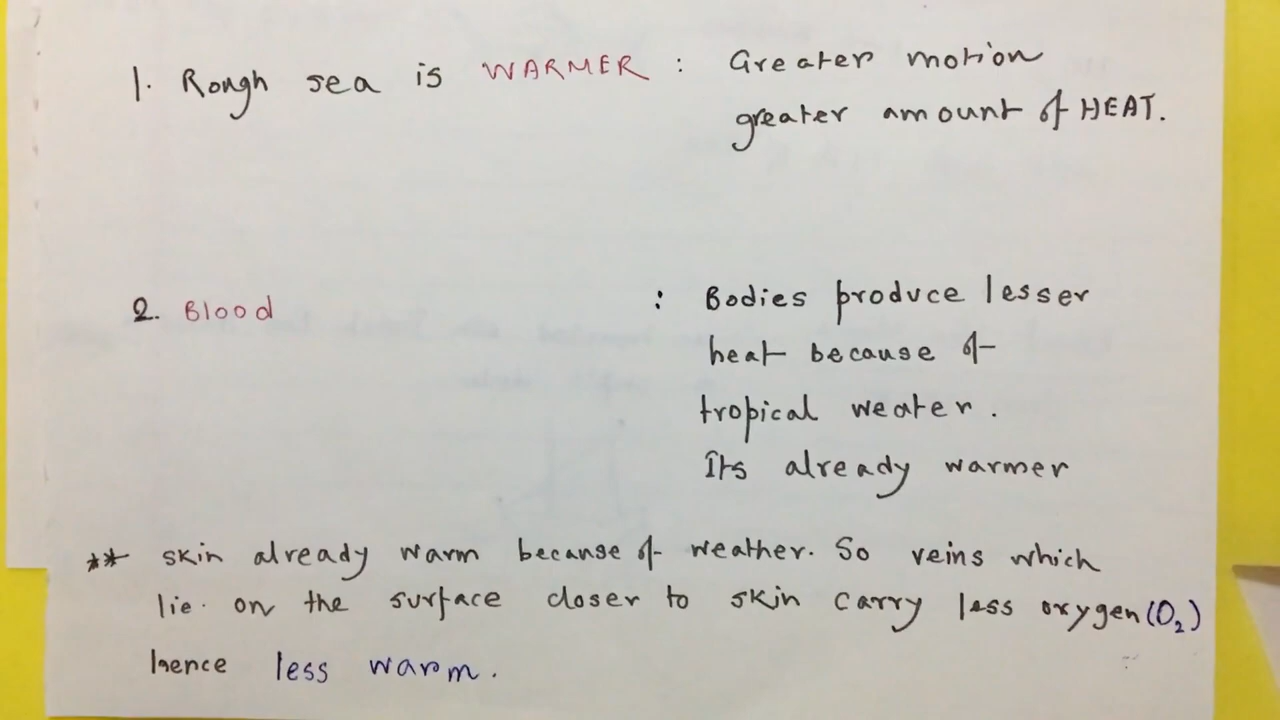 1. Rough sea is WARMER : Greater motion
greater amount of HEAT.
2. Blood : Bodies produce lesser
heat because of
tropical weater.
Its already warmer
** skin already warm because of weather. So veins which
lie on the surface closer to skin carry less oxygen (O₂)
hence less warm.